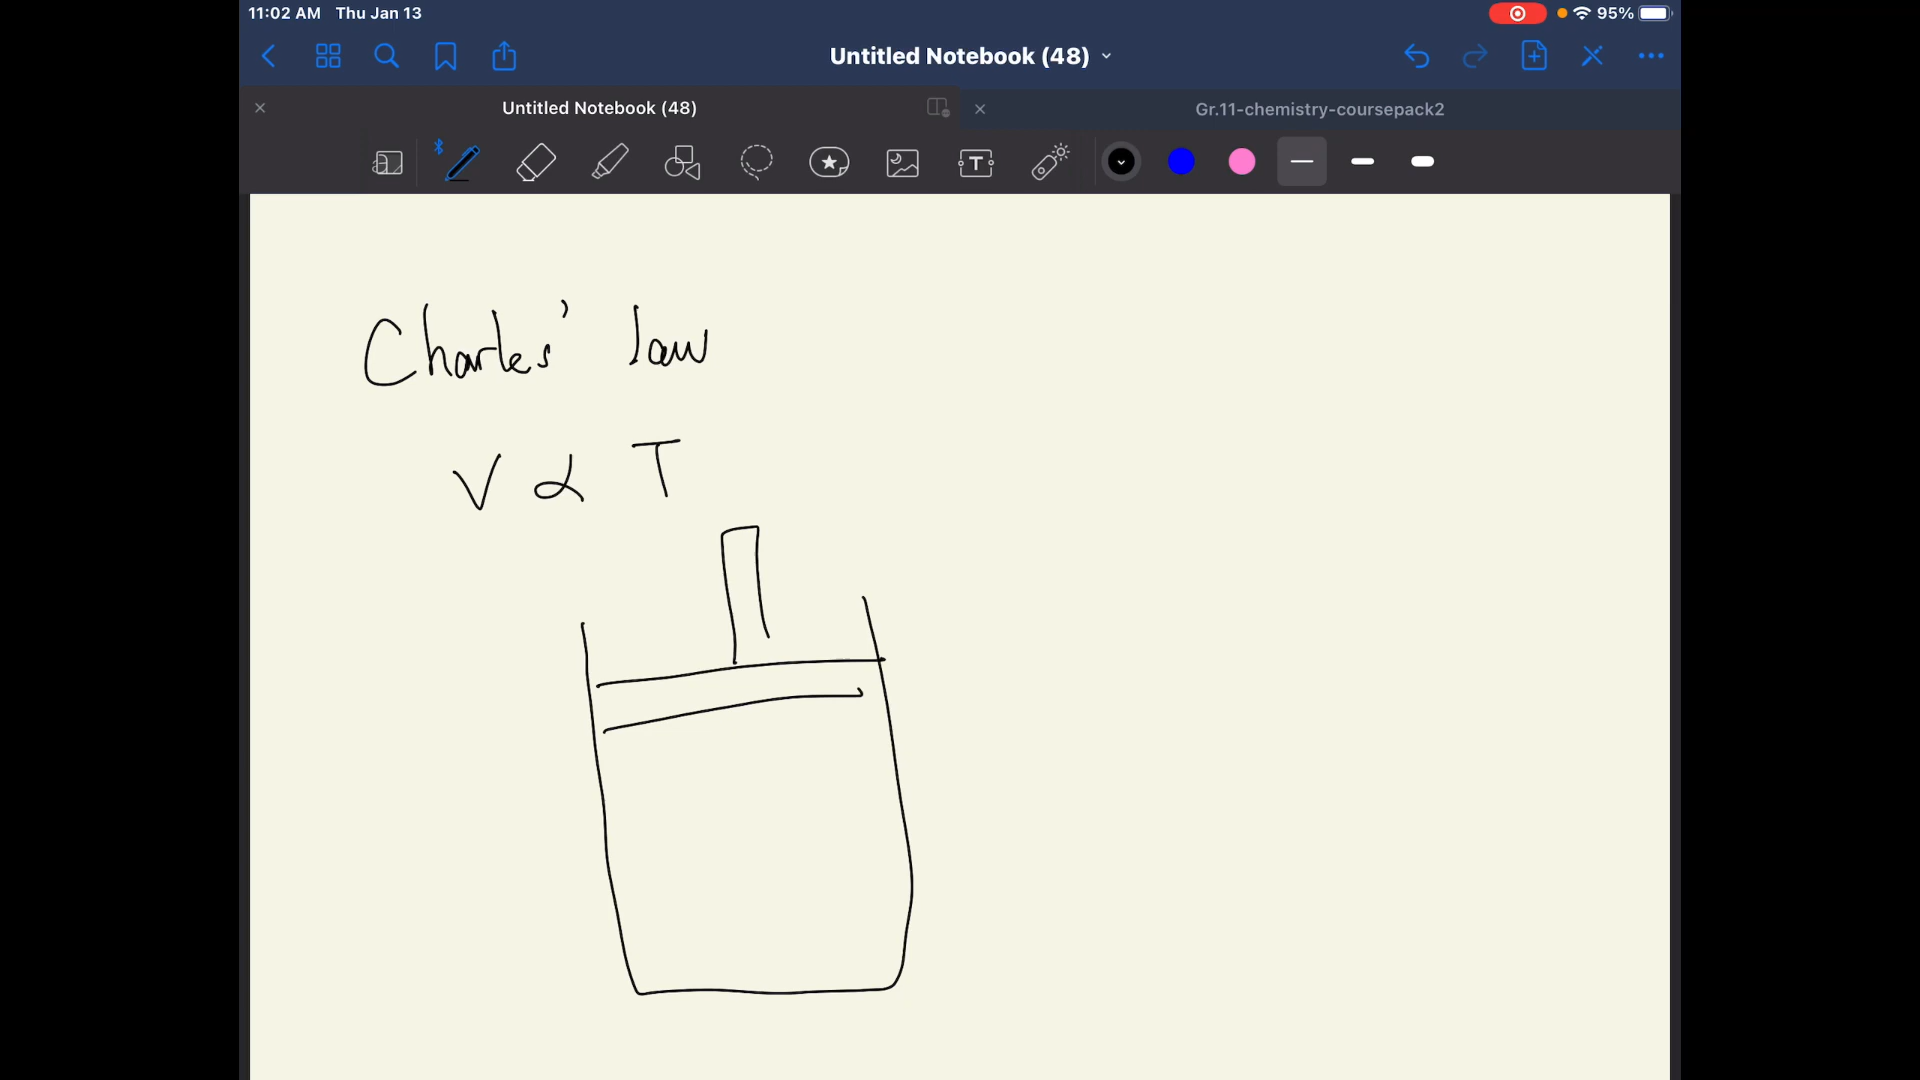 11:02 AM Thu Jan 13
95%
Untitled Notebook (48)
Untitled Notebook (48)
Gr.11-chemistry-coursepack2
Charles' law
V ∝ T